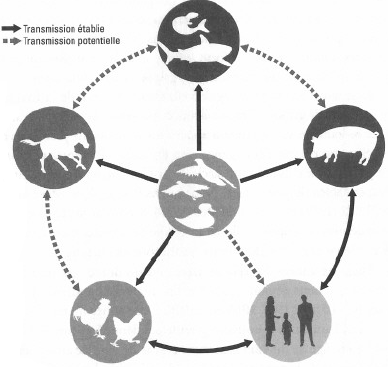 Transmission établie
Transmission potentielle